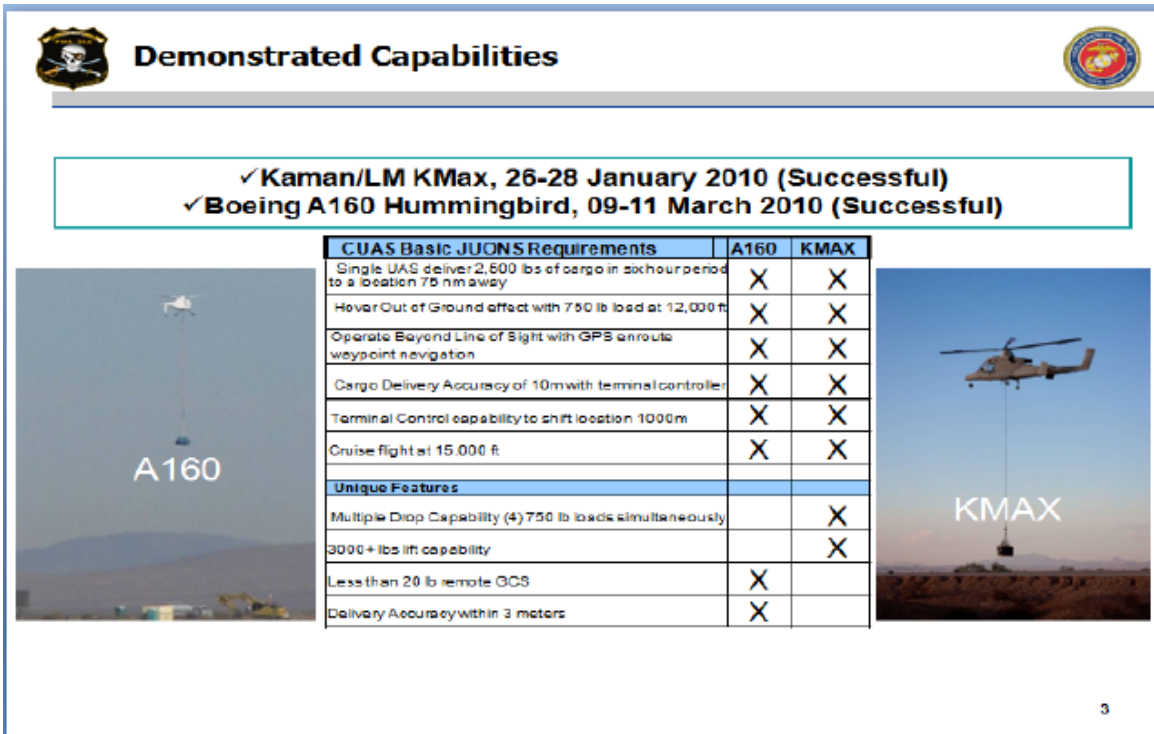 Demonstrated Capabilities
✓Kaman/LM KMax, 26-28 January 2010 (Successful)
✓Boeing A160 Hummingbird, 09-11 March 2010 (Successful)
CUAS Basic JUONS Requirements A160 KMAX
Single UAS deliver 2,500 lbs of cargo in six hour period
to a location 75 nm away X X
Hover Out of Ground effect with 750 lb load at 12,000 ft X X
Operate Beyond Line of Sight with GPS enroute
waypoint navigation X X
Cargo Delivery Accuracy of 10m with terminal controller X X
Terminal Control capability to shift location 1000m X X
Cruise flight at 15.000 ft X X
Unique Features
Multiple Drop Capability (4) 750 lb loads simultaneously X
3000+ lbs lift capability X
Less than 20 lb remote GCS X
Delivery Accuracy within 3 meters X
A160
KMAX
3